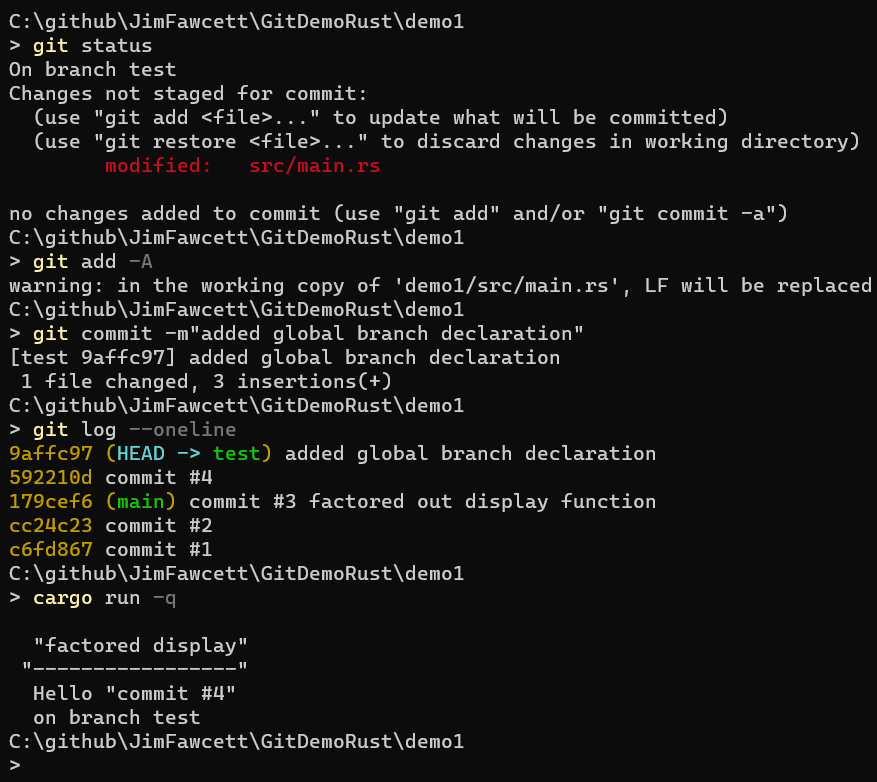 C:\github\JimFawcett\GitDemoRust\demo1
> git status
On branch test
Changes not staged for commit:
  (use "git add <file>..." to update what will be committed)
  (use "git restore <file>..." to discard changes in working directory)
        modified:   src/main.rs

no changes added to commit (use "git add" and/or "git commit -a")
C:\github\JimFawcett\GitDemoRust\demo1
> git add -A
warning: in the working copy of 'demo1/src/main.rs', LF will be replaced
C:\github\JimFawcett\GitDemoRust\demo1
> git commit -m"added global branch declaration"
[test 9affc97] added global branch declaration
 1 file changed, 3 insertions(+)
C:\github\JimFawcett\GitDemoRust\demo1
> git log --oneline
9affc97 (HEAD -> test) added global branch declaration
592210d commit #4
179cef6 (main) commit #3 factored out display function
cc24c23 commit #2
c6fd867 commit #1
C:\github\JimFawcett\GitDemoRust\demo1
> cargo run -q

  "factored display"
 "-----------------"
  Hello "commit #4"
  on branch test
C:\github\JimFawcett\GitDemoRust\demo1
>